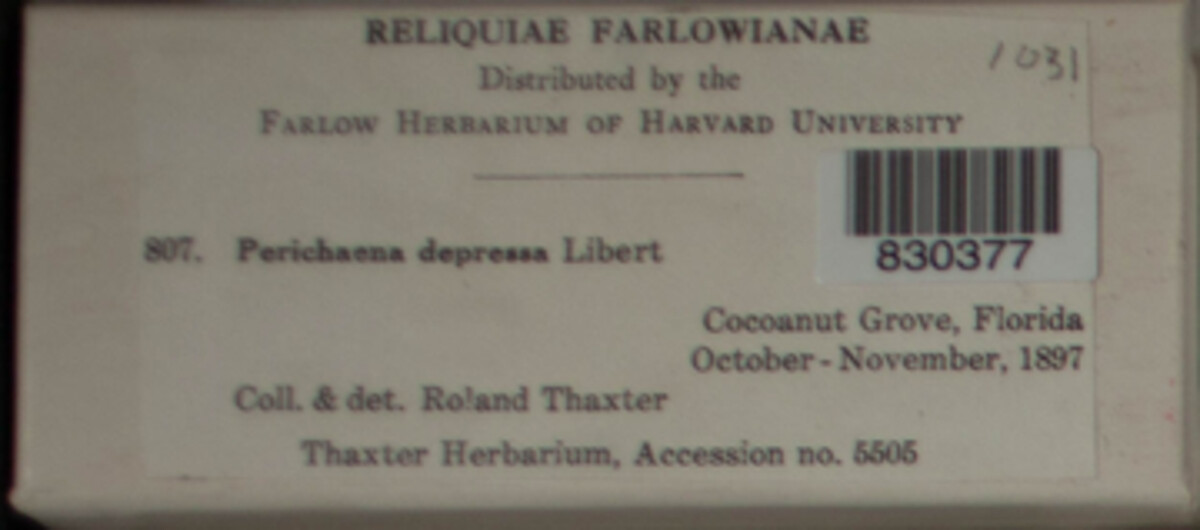 RELIQUIAE FARLOWIANAE
1031
Distributed by the
FARLOW HERBARIUM OF HARVARD UNIVERSITY
830377
807. Perichaena depressa Libert
Cocoanut Grove, Florida
October - November, 1897
Coll. & det. Roland Thaxter
Thaxter Herbarium, Accession no. 5505